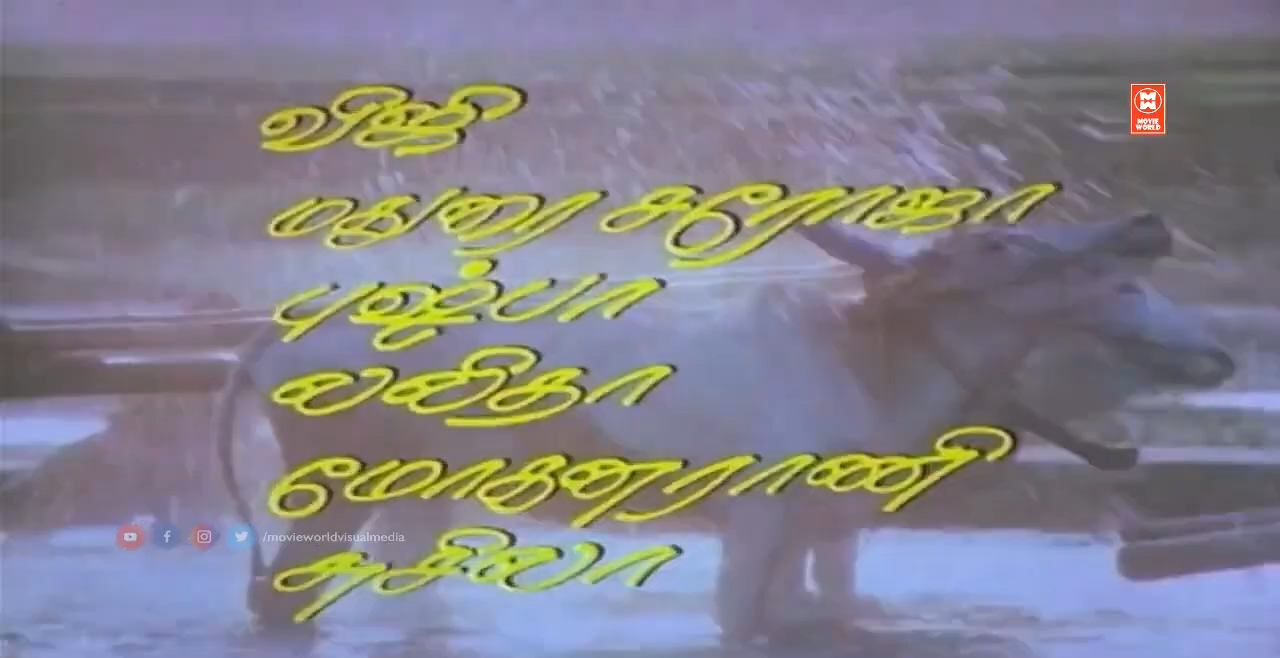 விஜி
MOVIE
WORLD
மதுரை சரோஜா
புஷ்பா
லலிதா
மோகனராணி
/movieworldvisualmedia
சுசிலா